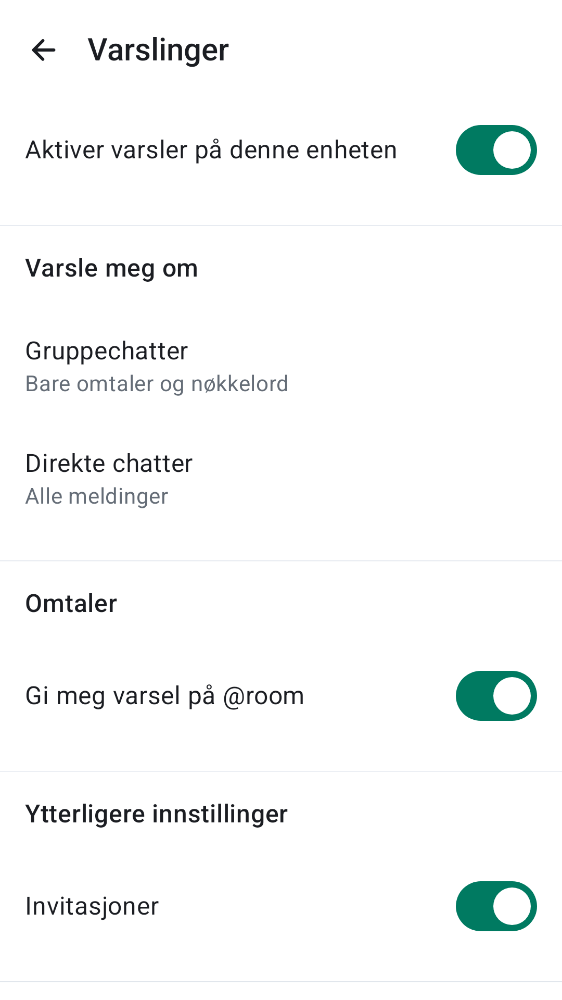 Varslinger
Aktiver varsler på denne enheten
Varsle meg om
Gruppechatter
Bare omtaler og nøkkelord
Direkte chatter
Alle meldinger
Omtaler
Gi meg varsel på @room
Ytterligere innstillinger
Invitasjoner